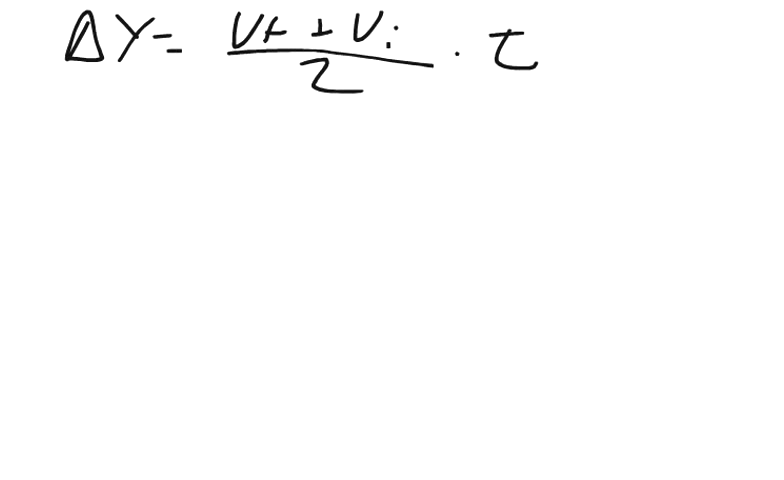 ΔY = (Vf + Vi)/2 · t